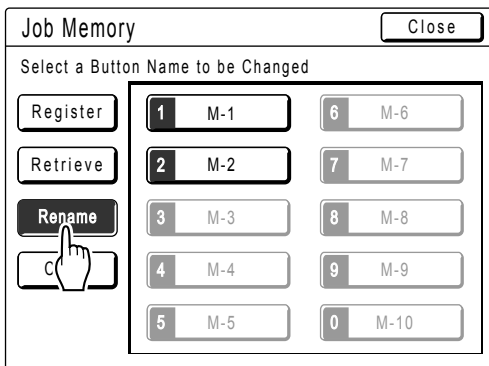 Job Memory Close
Select a Button Name to be Changed
Register 1 M-1 6 M-6
Retrieve 2 M-2 7 M-7
Rename 3 M-3 8 M-8
4 M-4 9 M-9
5 M-5 0 M-10